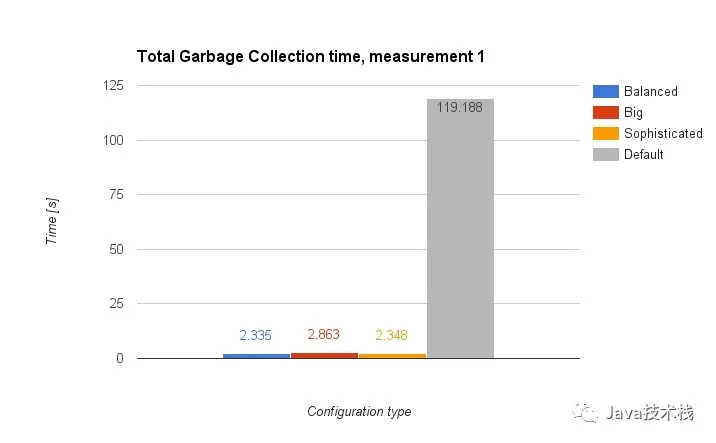 Total Garbage Collection time, measurement 1
125
100
75
50
25
0
Time [s]
119.188
2.335
2.863
2.348
Balanced
Big
Sophisticated
Default
Configuration type
Java技术栈